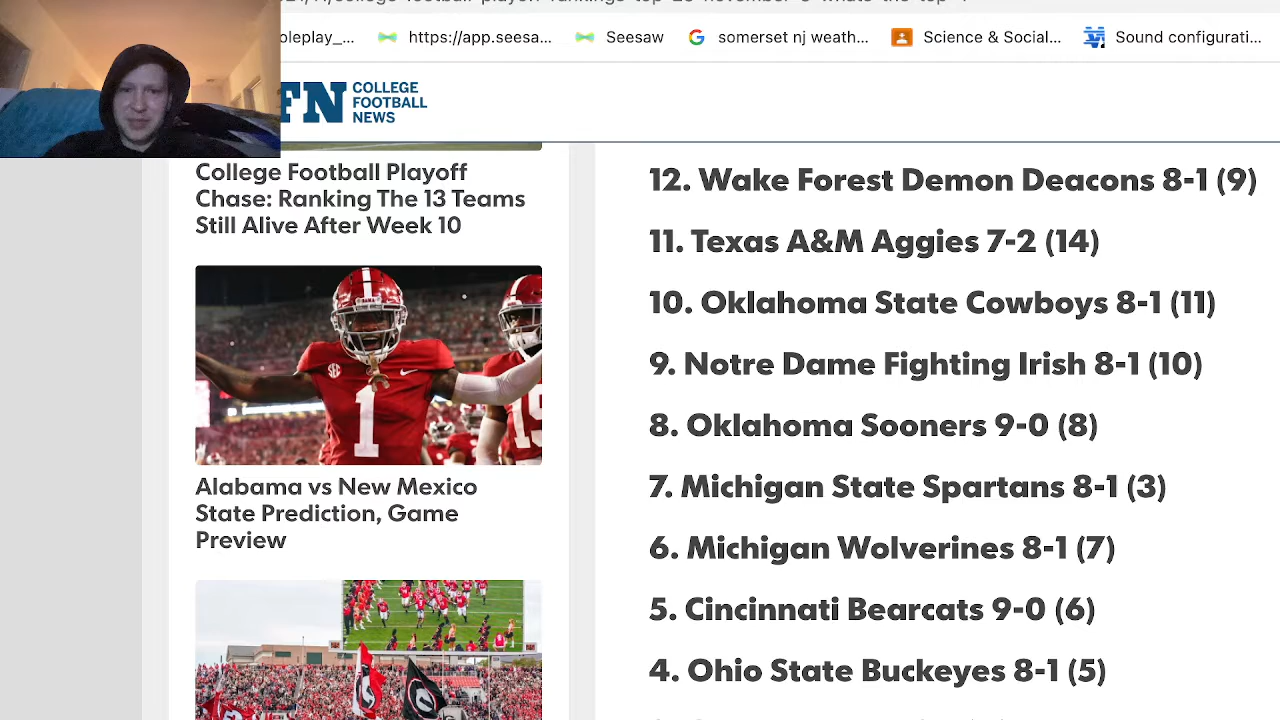 oleplay_... https://app.seesa... Seesaw somerset nj weath... Science & Social... Sound configurati...
FN COLLEGE
FOOTBALL
NEWS
College Football Playoff
Chase: Ranking The 13 Teams
Still Alive After Week 10
Alabama vs New Mexico
State Prediction, Game
Preview
12. Wake Forest Demon Deacons 8-1 (9)
11. Texas A&M Aggies 7-2 (14)
10. Oklahoma State Cowboys 8-1 (11)
9. Notre Dame Fighting Irish 8-1 (10)
8. Oklahoma Sooners 9-0 (8)
7. Michigan State Spartans 8-1 (3)
6. Michigan Wolverines 8-1 (7)
5. Cincinnati Bearcats 9-0 (6)
4. Ohio State Buckeyes 8-1 (5)